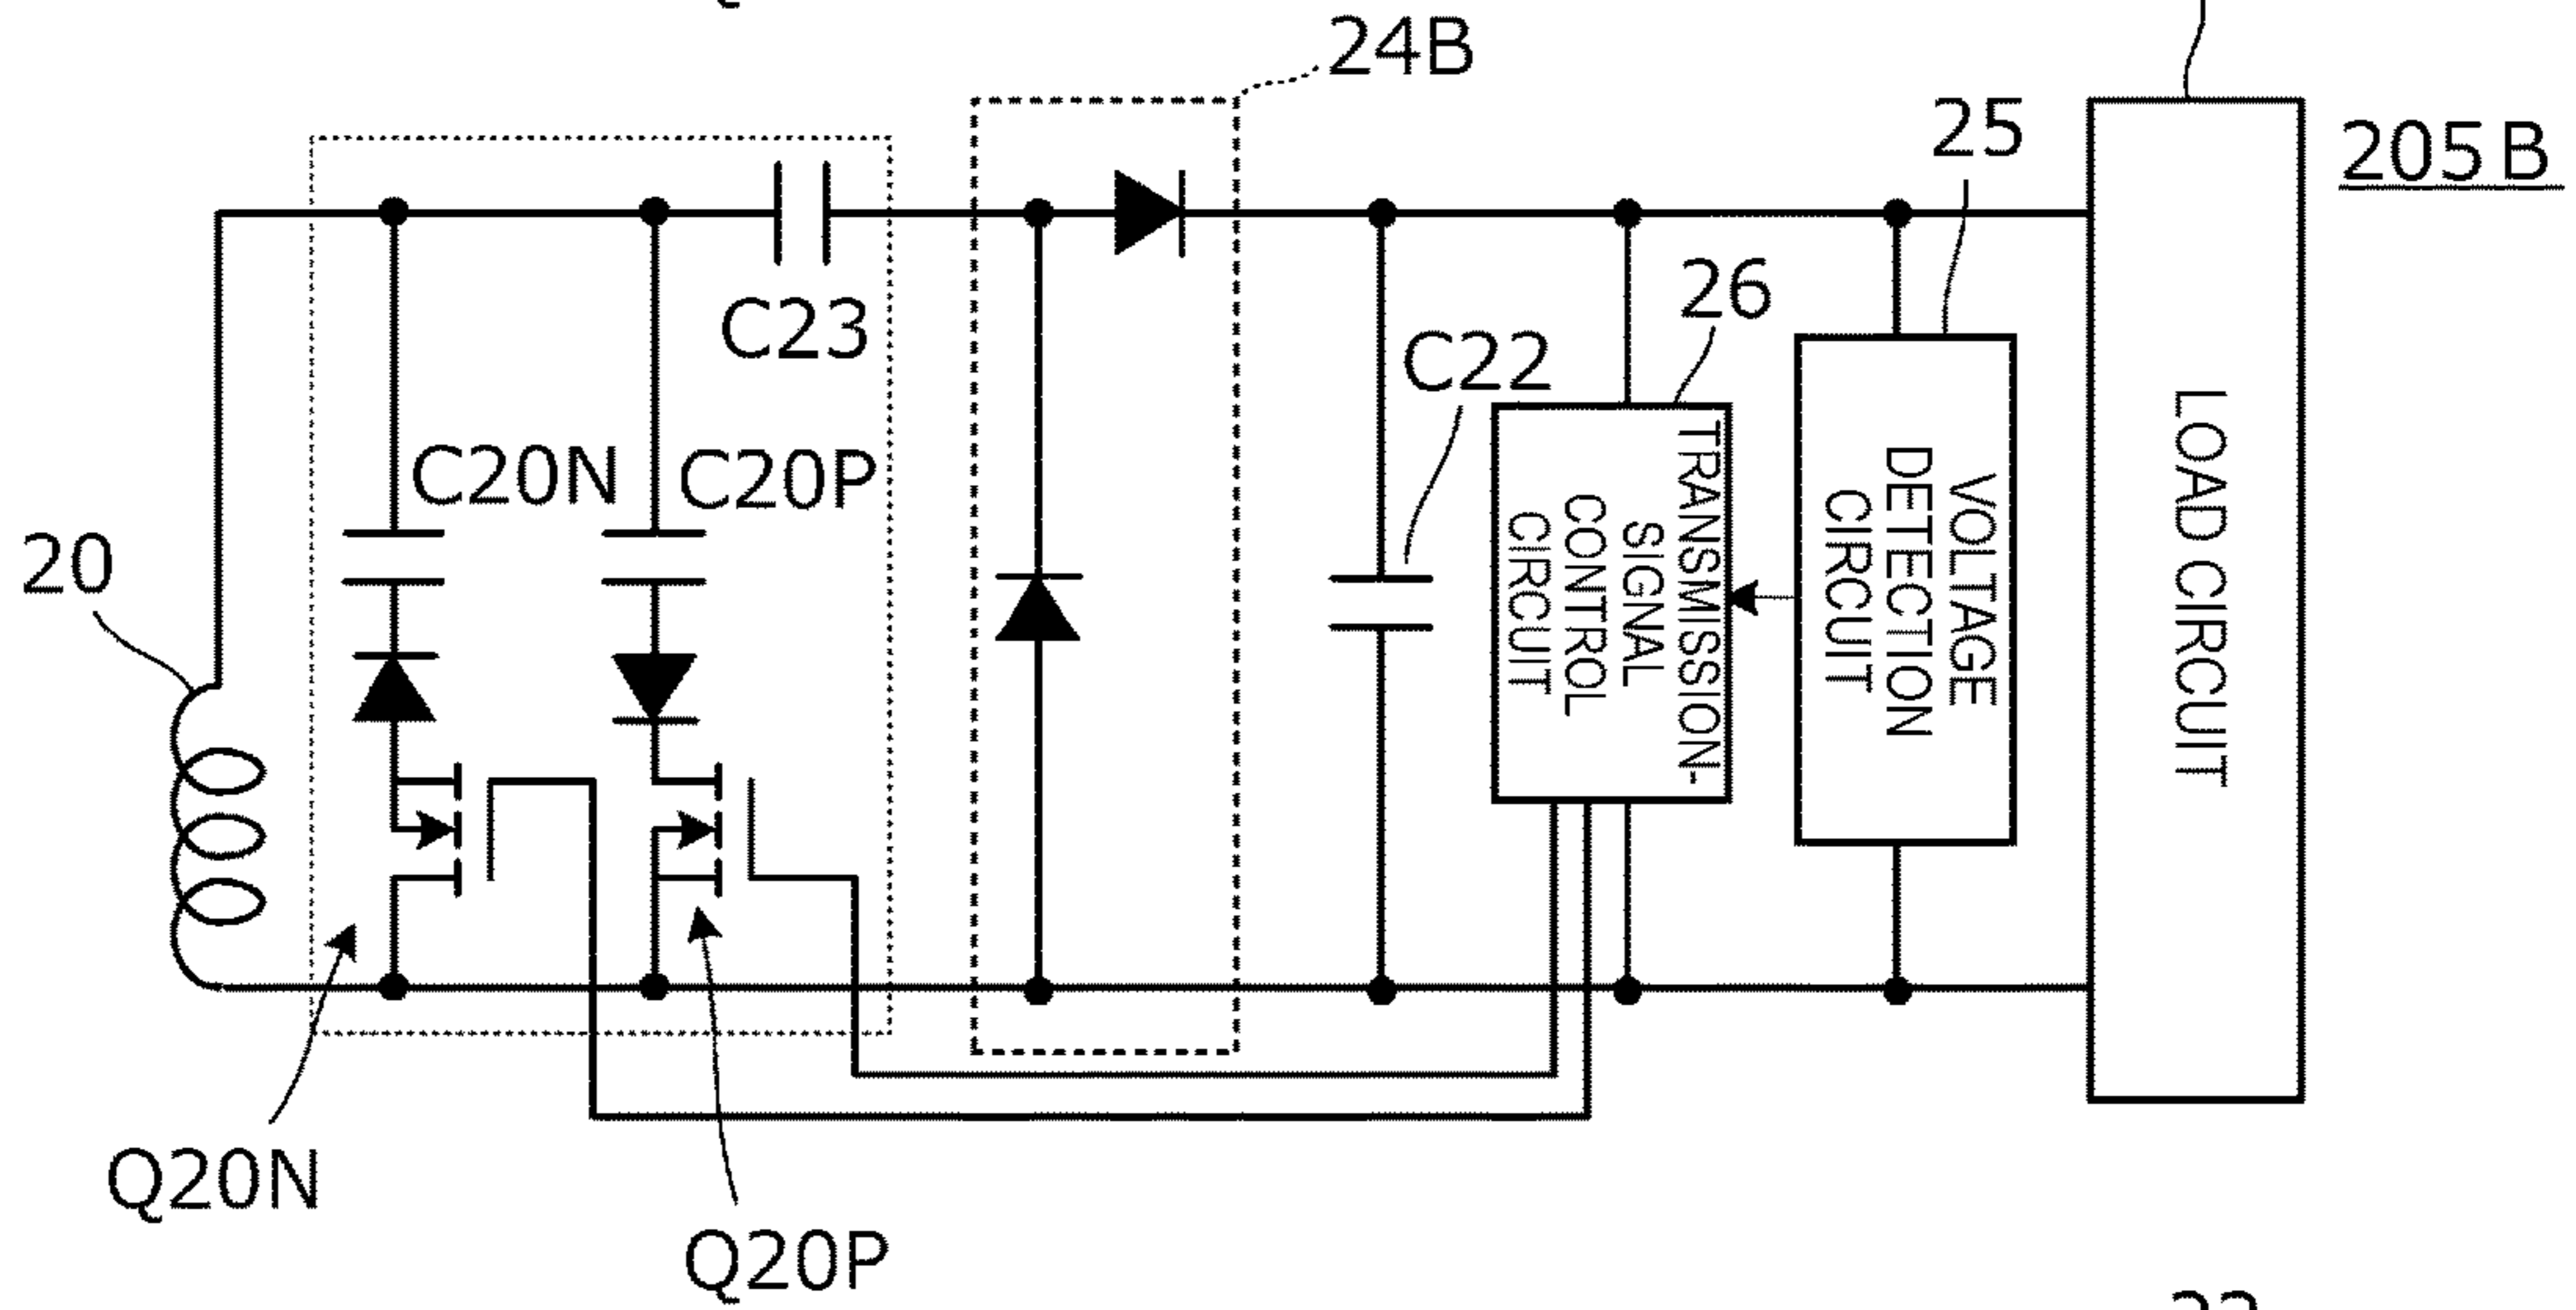 24B
25
205B
26
C23
C22
C20N
C20P
20
TRANSMISSION-
SIGNAL
CONTROL
CIRCUIT
VOLTAGE
DETECTION
CIRCUIT
LOAD CIRCUIT
Q20N
Q20P